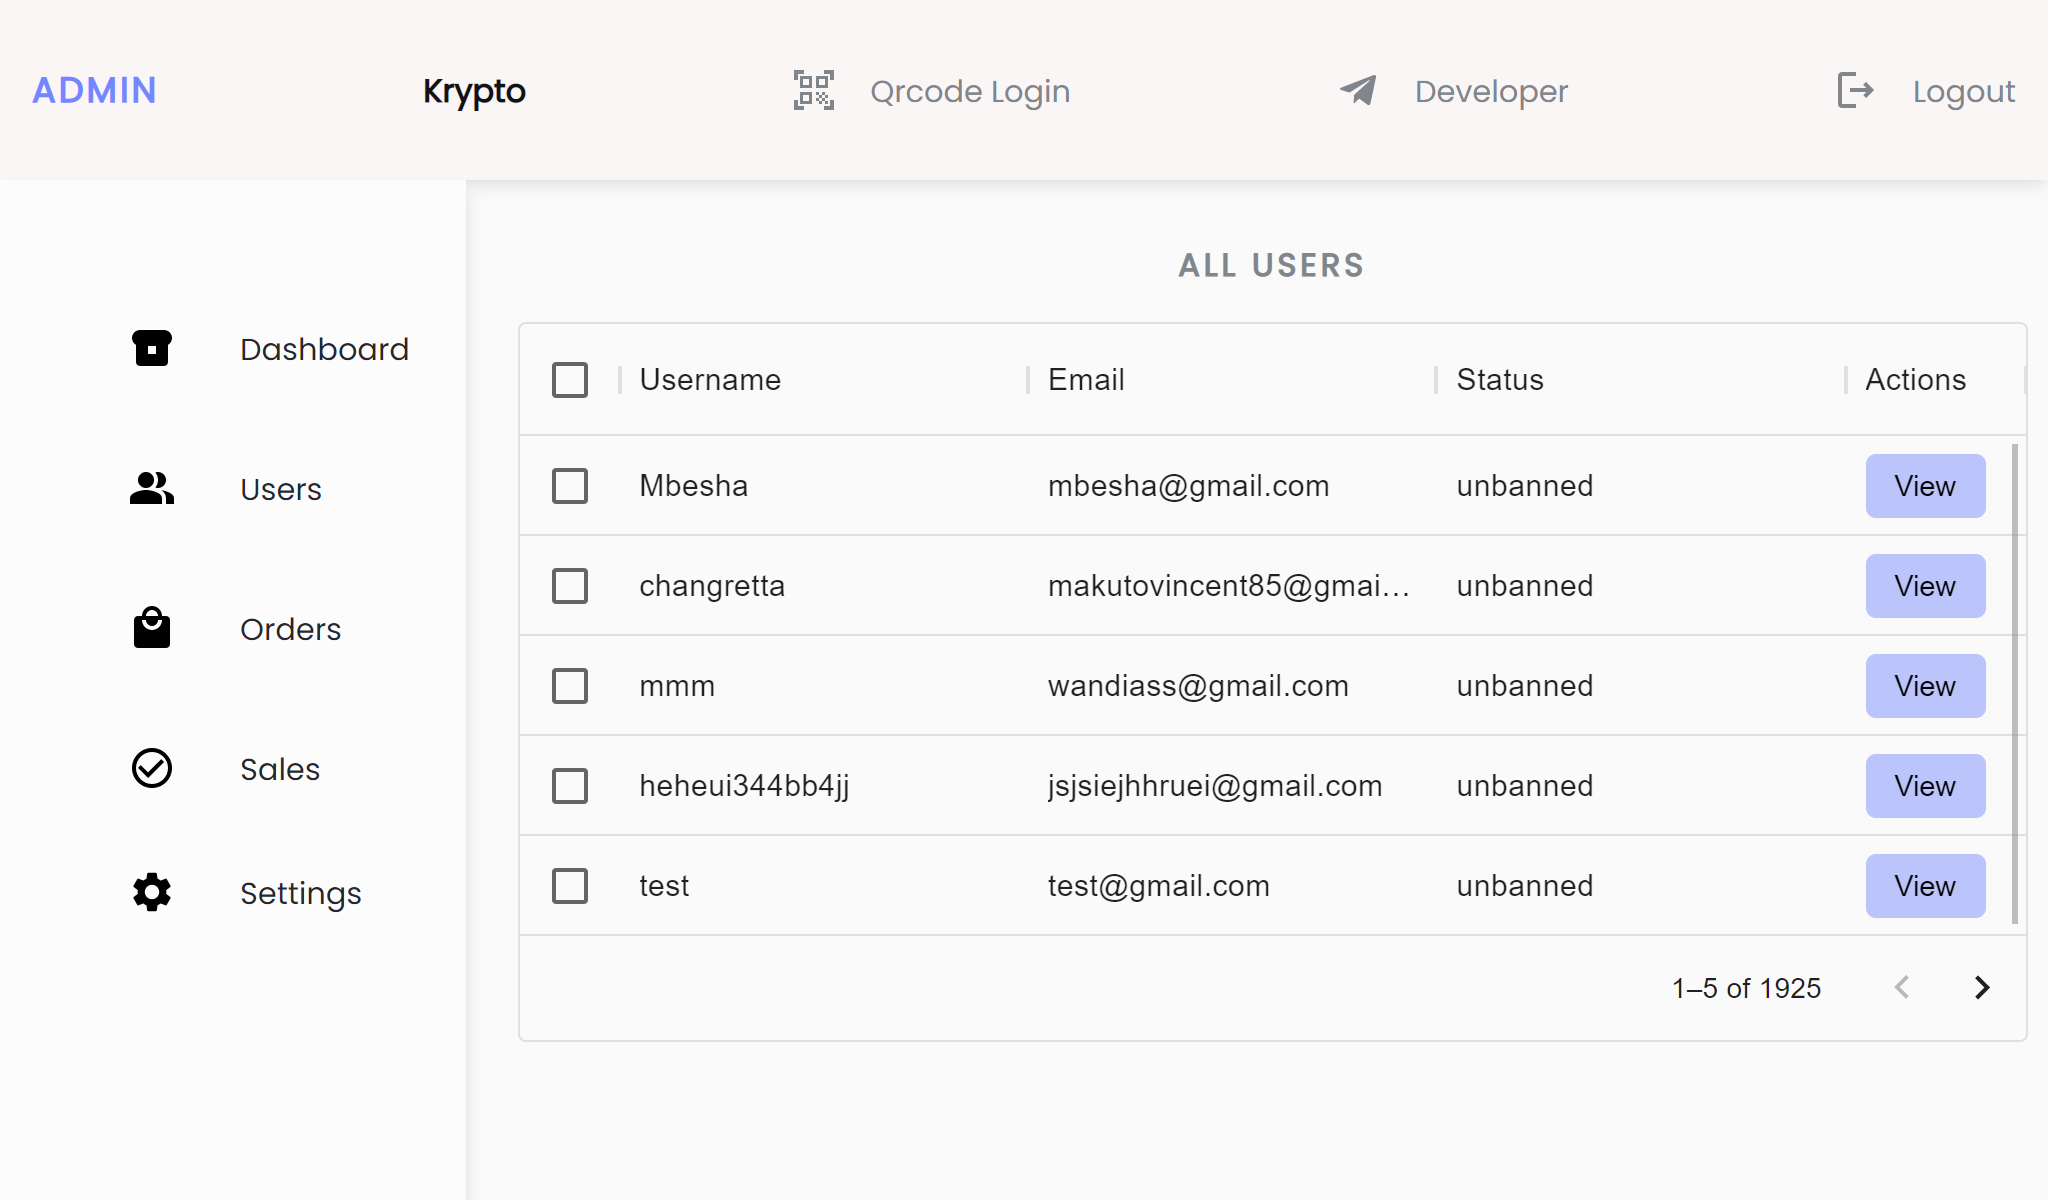 ADMIN Krypto Qrcode Login Developer Logout
Dashboard
Users
Orders
Sales
Settings
ALL USERS
Username Email Status Actions
Mbesha mbesha@gmail.com unbanned View
changretta makutovincent85@gmai... unbanned View
mmm wandiass@gmail.com unbanned View
heheui344bb4jj jsjsiejhhruei@gmail.com unbanned View
test test@gmail.com unbanned View
1–5 of 1925